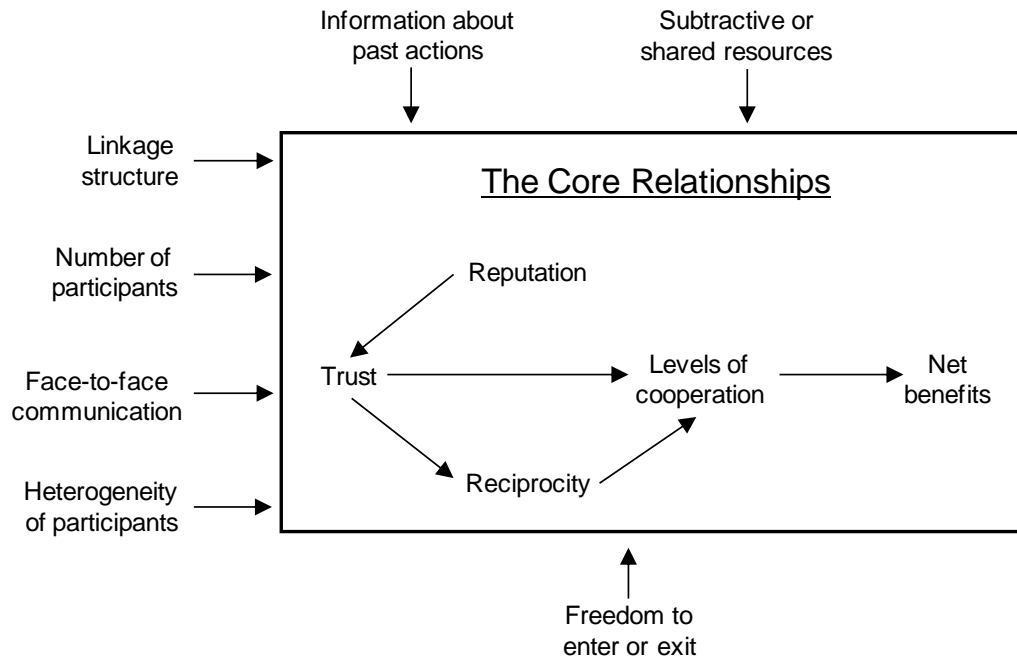 Information about
past actions
Subtractive or
shared resources
Linkage
structure
The Core Relationships
Number of
participants
Reputation
Face-to-face
communication
Trust
Levels of
cooperation
Net
benefits
Heterogeneity
of participants
Reciprocity
Freedom to
enter or exit